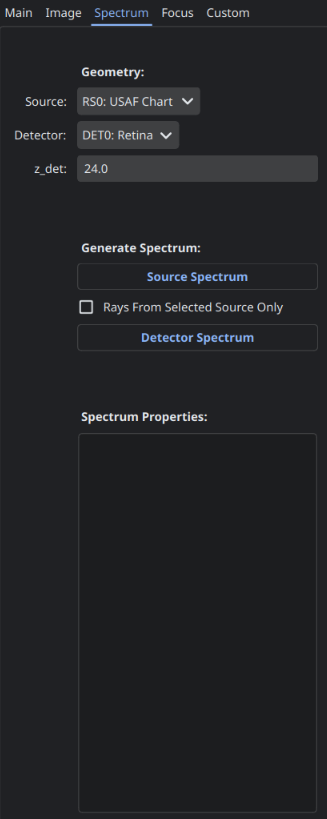 Main Image Spectrum Focus Custom
Geometry:
Source: RS0: USAF Chart
Detector: DET0: Retina
z_det: 24.0
Generate Spectrum:
Source Spectrum
Rays From Selected Source Only
Detector Spectrum
Spectrum Properties: